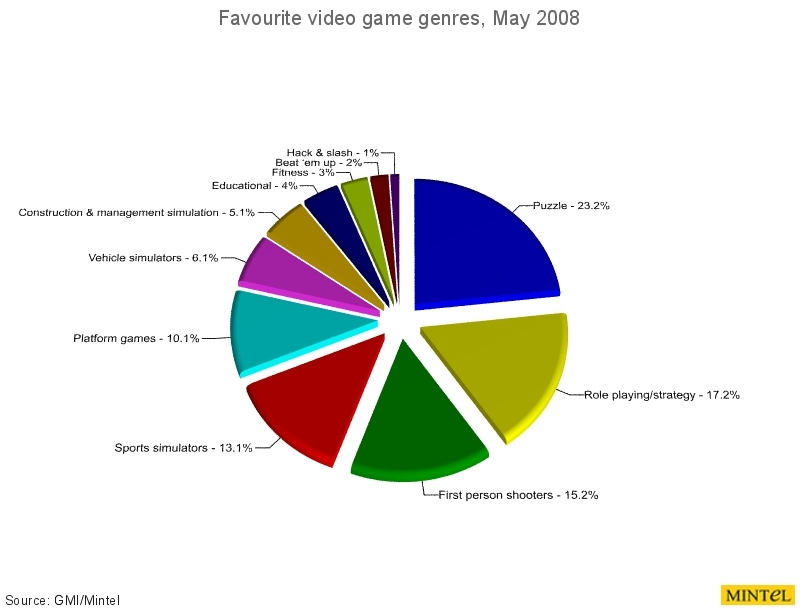 Favourite video game genres, May 2008
Hack & slash - 1%
Beat 'em up - 2%
Fitness - 3%
Educational - 4%
Construction & management simulation - 5.1%
Vehicle simulators - 6.1%
Platform games - 10.1%
Sports simulators - 13.1%
Puzzle - 23.2%
Role playing/strategy - 17.2%
First person shooters - 15.2%
Source: GMI/Mintel
MINTEL